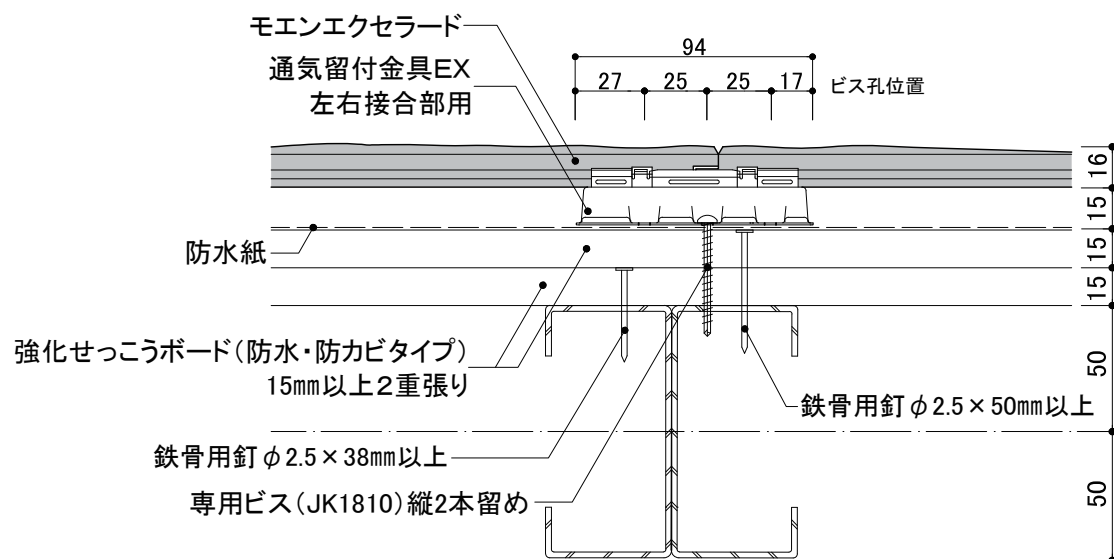 モエンエクセラード
通気留付金具EX
左右接合部用
94
27 25 25 17 ビス孔位置
16
15
防水紙
15
15
強化せっこうボード(防水・防カビタイプ)
15mm以上2重張り
50
鉄骨用釘φ2.5×50mm以上
鉄骨用釘φ2.5×38mm以上
専用ビス(JK1810)縦2本留め
50